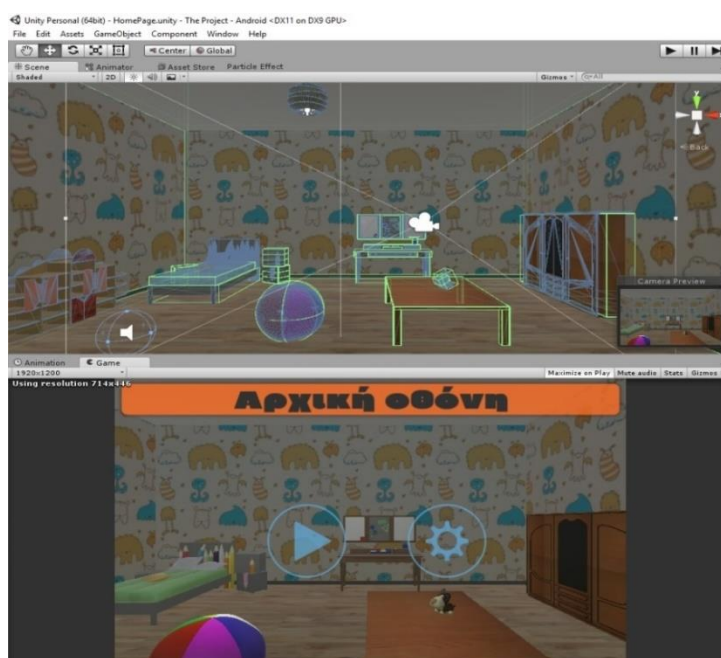 Unity Personal (64bit) - HomePage.unity - The Project - Android <DX11 on DX9 GPU>
File Edit Assets GameObject Component Window Help
Center Global
Scene Animator Asset Store Particle Effect
Shaded 2D Gizmos All
y
Back
Camera Preview
Animation Game
1920x1200 Maximize on Play Mute audio Stats Gizmos
Using resolution 714x446
Αρχική οθόνη